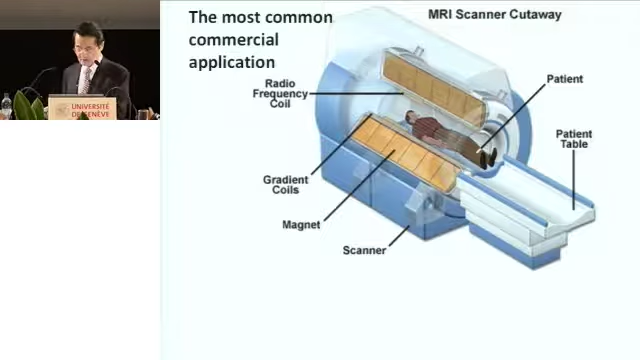 The most common
commercial
application
MRI Scanner Cutaway
Radio
Frequency
Coil
Patient
Patient
Table
Gradient
Coils
Magnet
Scanner
UNIVERSITÉ
DE GENÈVE